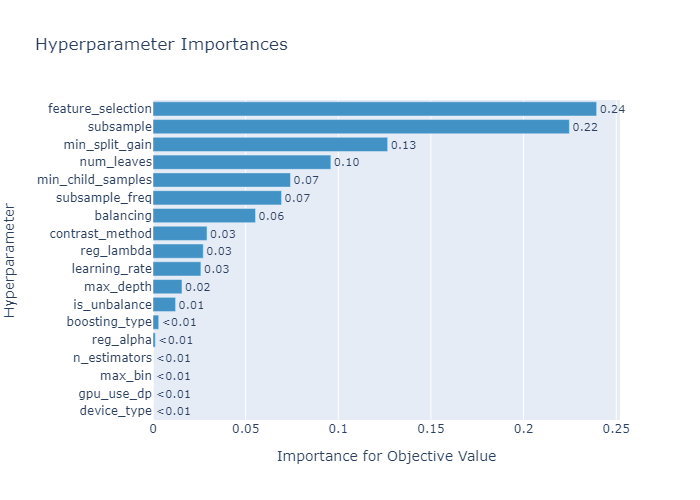 Hyperparameter Importances
Hyperparameter
feature_selection 0.24
subsample 0.22
min_split_gain 0.13
num_leaves 0.10
min_child_samples 0.07
subsample_freq 0.07
balancing 0.06
contrast_method 0.03
reg_lambda 0.03
learning_rate 0.03
max_depth 0.02
is_unbalance 0.01
boosting_type <0.01
reg_alpha <0.01
n_estimators <0.01
max_bin <0.01
gpu_use_dp <0.01
device_type <0.01
0 0.05 0.1 0.15 0.2 0.25
Importance for Objective Value